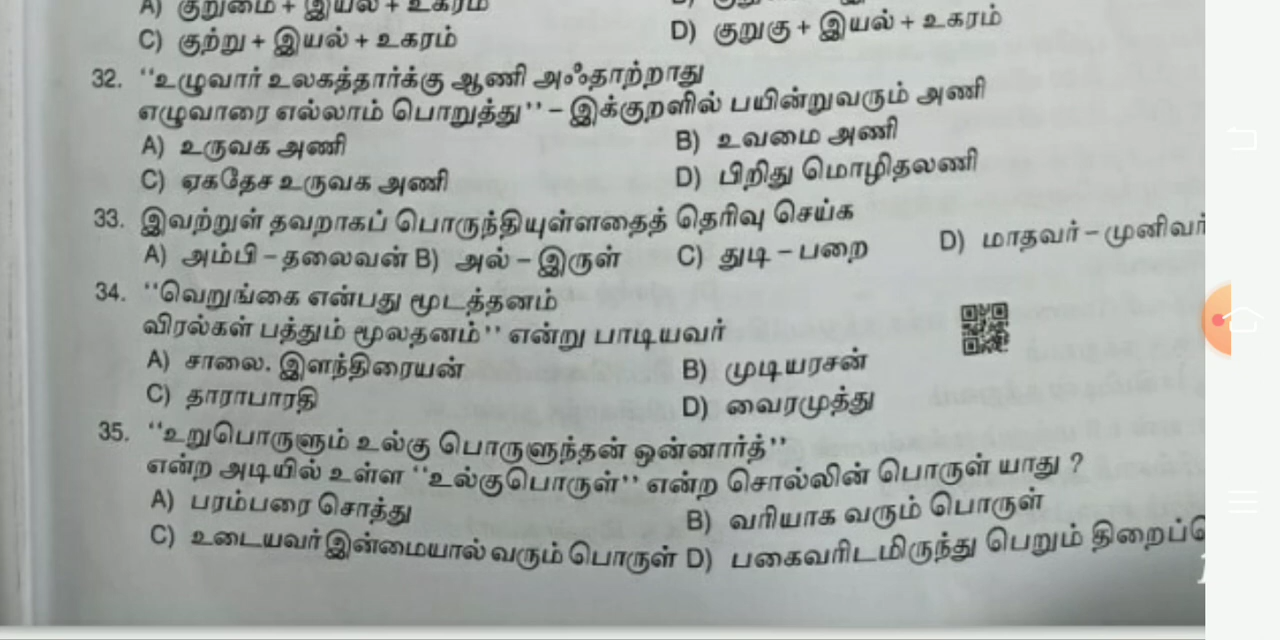 A) குறுமை + இயல் + உகரம்
C) குற்று + இயல் + உகரம் D) குறுகு + இயல் + உகரம்
32. “உழுவார் உலகத்தார்க்கு ஆணி அஃதாற்றாது
எழுவாரை எல்லாம் பொறுத்து” – இக்குறளில் பயின்றுவரும் அணி
A) உருவக அணி B) உவமை அணி
C) ஏகதேச உருவக அணி D) பிறிது மொழிதலணி
33. இவற்றுள் தவறாகப் பொருந்தியுள்ளதைத் தெரிவு செய்க
A) அம்பி – தலைவன் B) அல் – இருள் C) துடி – பறை D) மாதவர் – முனிவர்
34. “வெறுங்கை என்பது மூடத்தனம்
விரல்கள் பத்தும் மூலதனம்” என்று பாடியவர்
A) சாலை. இளந்திரையன் B) முடியரசன்
C) தாராபாரதி D) வைரமுத்து
35. “உறுபொருளும் உல்கு பொருளுந்தன் ஒன்னார்த்”
என்ற அடியில் உள்ள “உல்குபொருள்” என்ற சொல்லின் பொருள் யாது ?
A) பரம்பரை சொத்து B) வரியாக வரும் பொருள்
C) உடையவர் இன்மையால் வரும் பொருள் D) பகைவரிடமிருந்து பெறும்